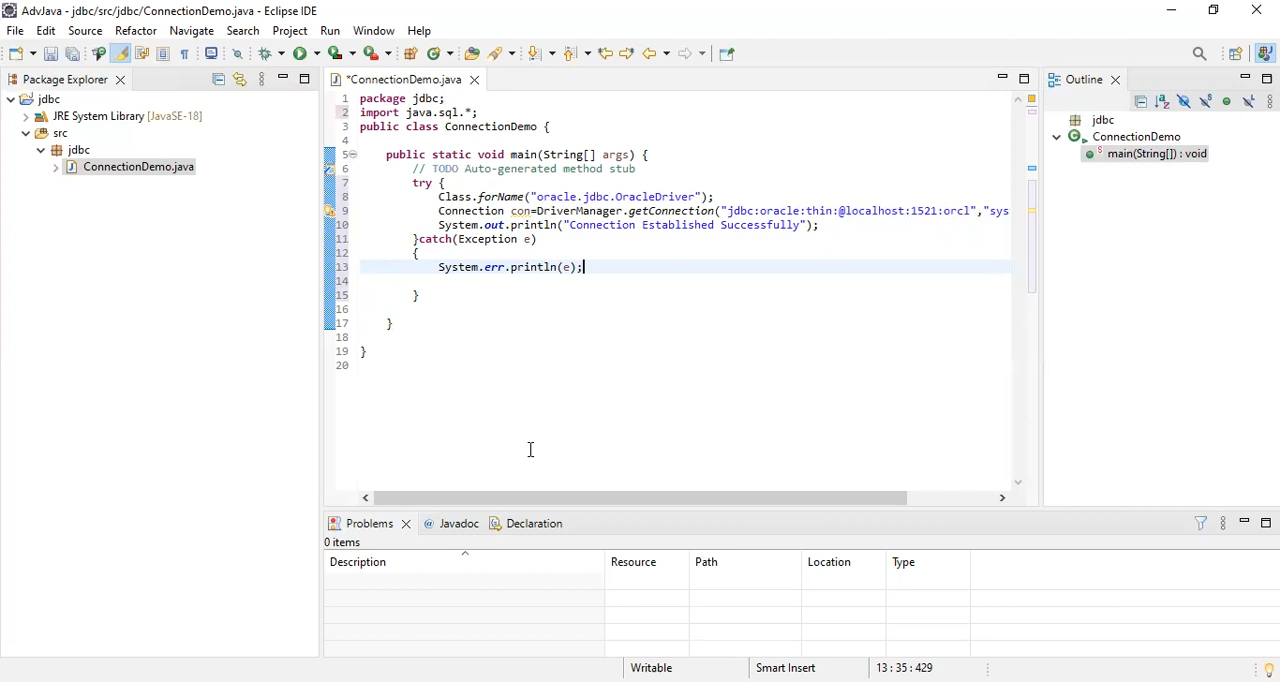 AdvJava - jdbc/src/jdbc/ConnectionDemo.java - Eclipse IDE
File Edit Source Refactor Navigate Search Project Run Window Help
Package Explorer
jdbc
JRE System Library [JavaSE-18]
src
jdbc
ConnectionDemo.java
*ConnectionDemo.java
1 package jdbc;
2 import java.sql.*;
3 public class ConnectionDemo {
4
5 public static void main(String[] args) {
6 // TODO Auto-generated method stub
7 try {
8 Class.forName("oracle.jdbc.OracleDriver");
9 Connection con=DriverManager.getConnection("jdbc:oracle:thin:@localhost:1521:orcl","sys
10 System.out.println("Connection Established Successfully");
11 }catch(Exception e)
12 {
13 System.err.println(e);
14
15 }
16
17 }
18
19 }
20
Outline
jdbc
ConnectionDemo
main(String[]) : void
Problems @ Javadoc Declaration
0 items
Description Resource Path Location Type
Writable Smart Insert 13 : 35 : 429